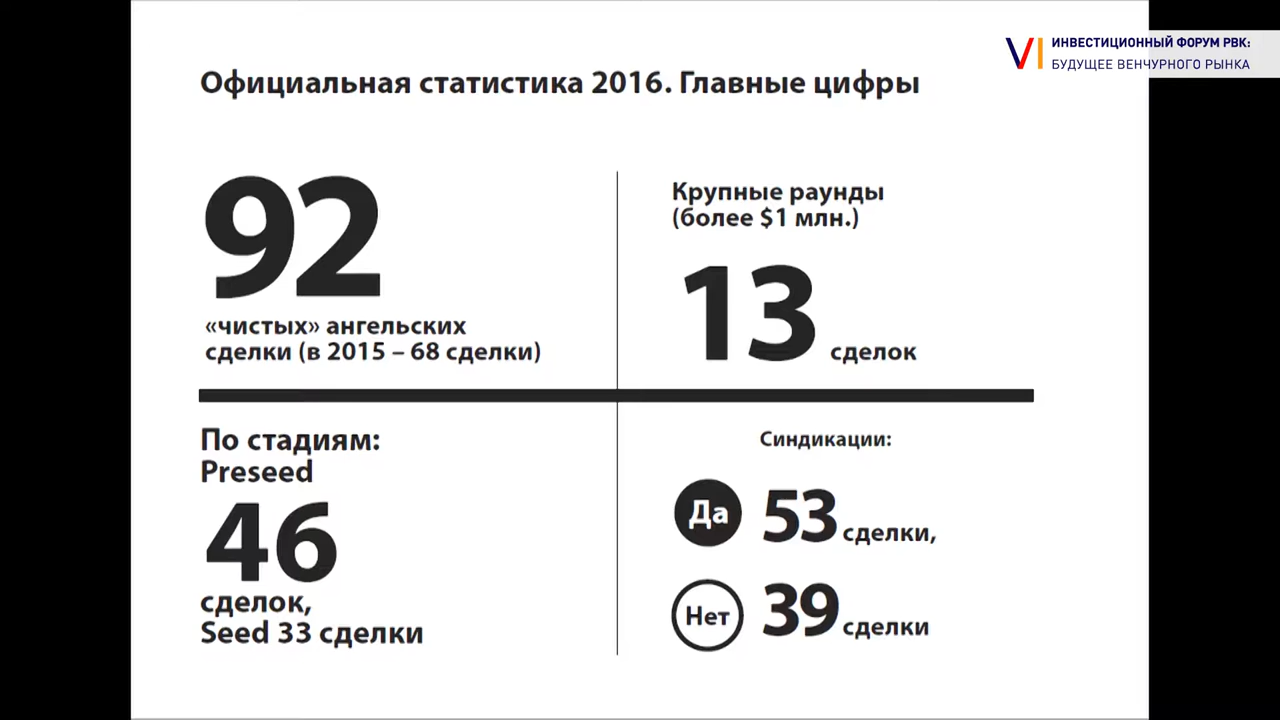 VI ИНВЕСТИЦИОННЫЙ ФОРУМ РВК:
БУДУЩЕЕ ВЕНЧУРНОГО РЫНКА
Официальная статистика 2016. Главные цифры
92
«чистых» ангельских
сделки (в 2015 – 68 сделки)
Крупные раунды
(более $1 млн.)
13 сделок
По стадиям:
Preseed
46
сделок,
Seed 33 сделки
Синдикации:
Да 53 сделки,
Нет 39 сделки